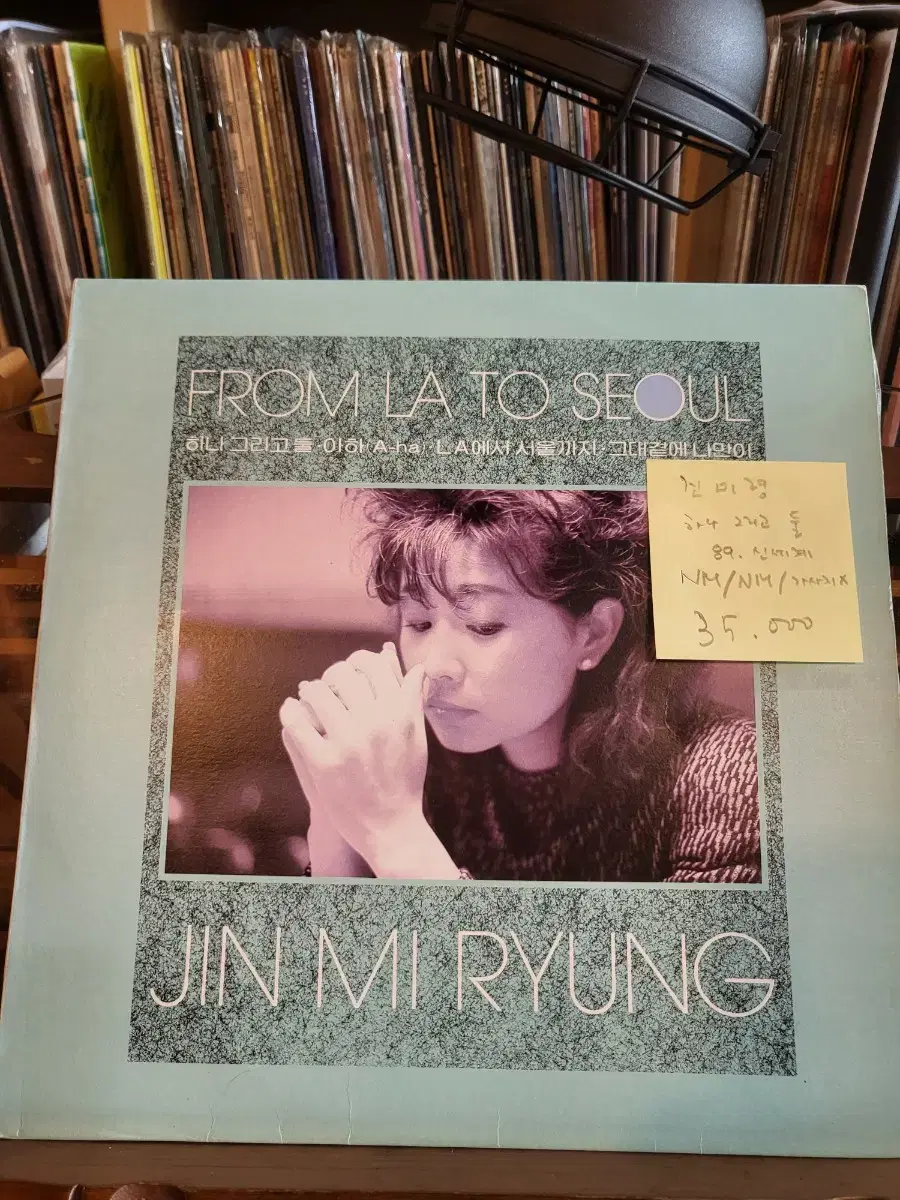 FROM LA TO SEOUL
하나 그리고 둘·아하(A-ha)·LA에서 서울까지·그대곁에 나많이
진미령
하나 그리고 둘
89. 신세계
NM/NM/가사지X
35.000
JIN MI RYUNG